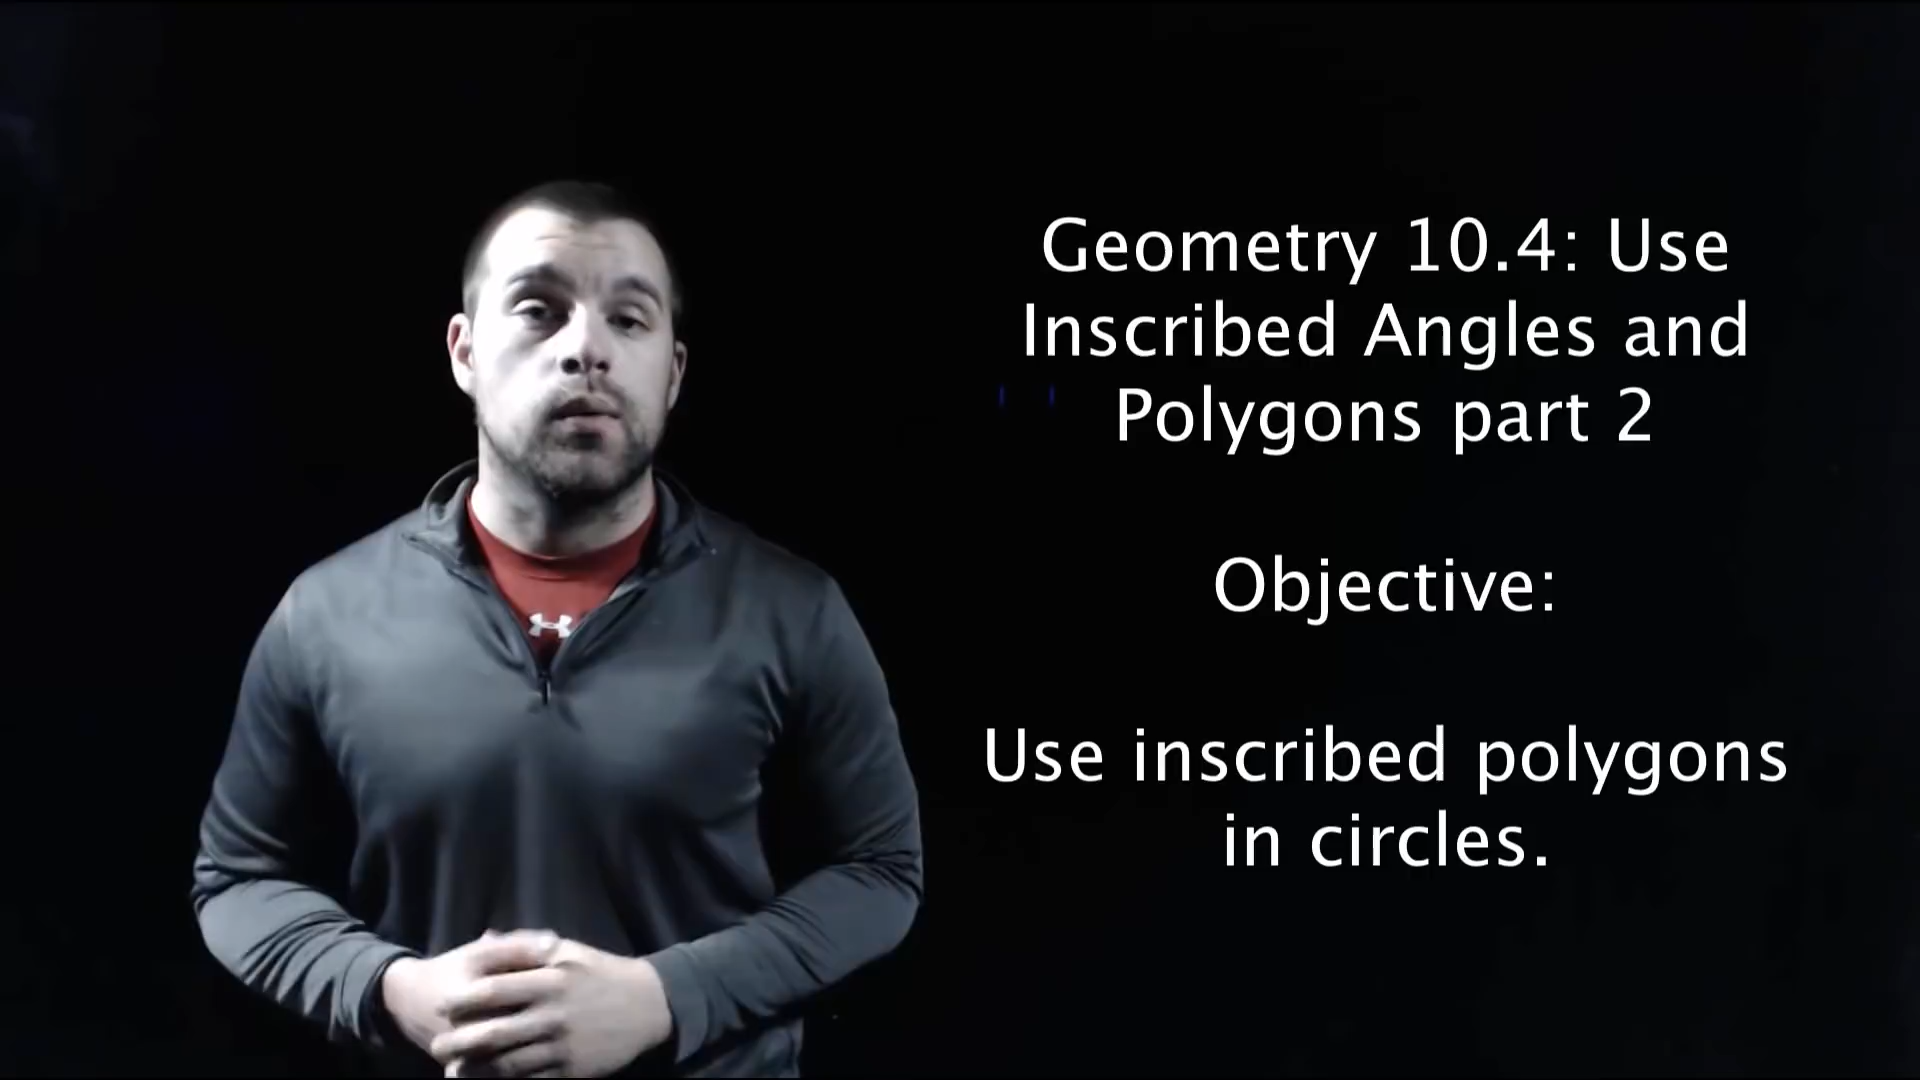 Geometry 10.4: Use
Inscribed Angles and
Polygons part 2
Objective:
Use inscribed polygons
in circles.